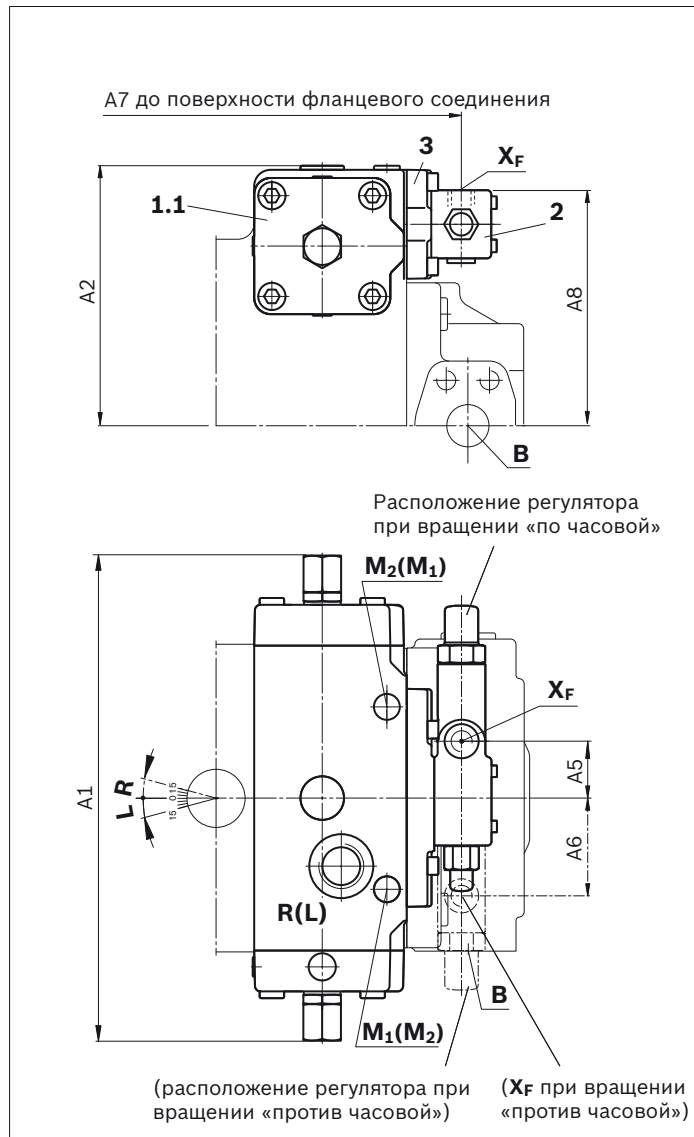 A7 до поверхности фланцевого соединения
3
XF
1.1
2
A2
A8
B
Расположение регулятора
при вращении «по часовой»
M2(M1)
XF
A1
L R
15 0 15
A5
A6
R(L)
B
M1(M2)
(расположение регулятора при
вращении «против часовой»)
(XF при вращении
«против часовой»)